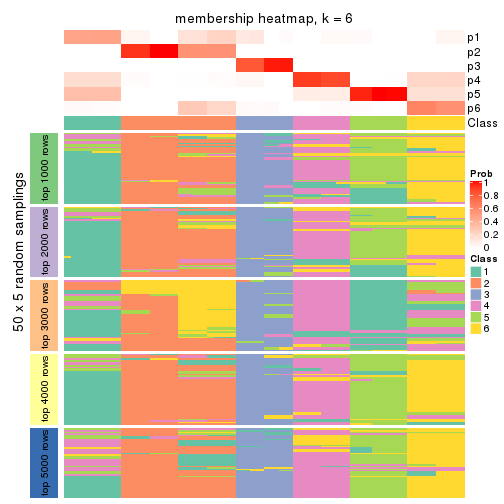 membership heatmap, k = 6
p1
p2
p3
p4
p5
p6
Class
50 x 5 random samplings
top 1000 rows
top 2000 rows
top 3000 rows
top 4000 rows
top 5000 rows
Prob
1
0.8
0.6
0.4
0.2
0
Class
1
2
3
4
5
6